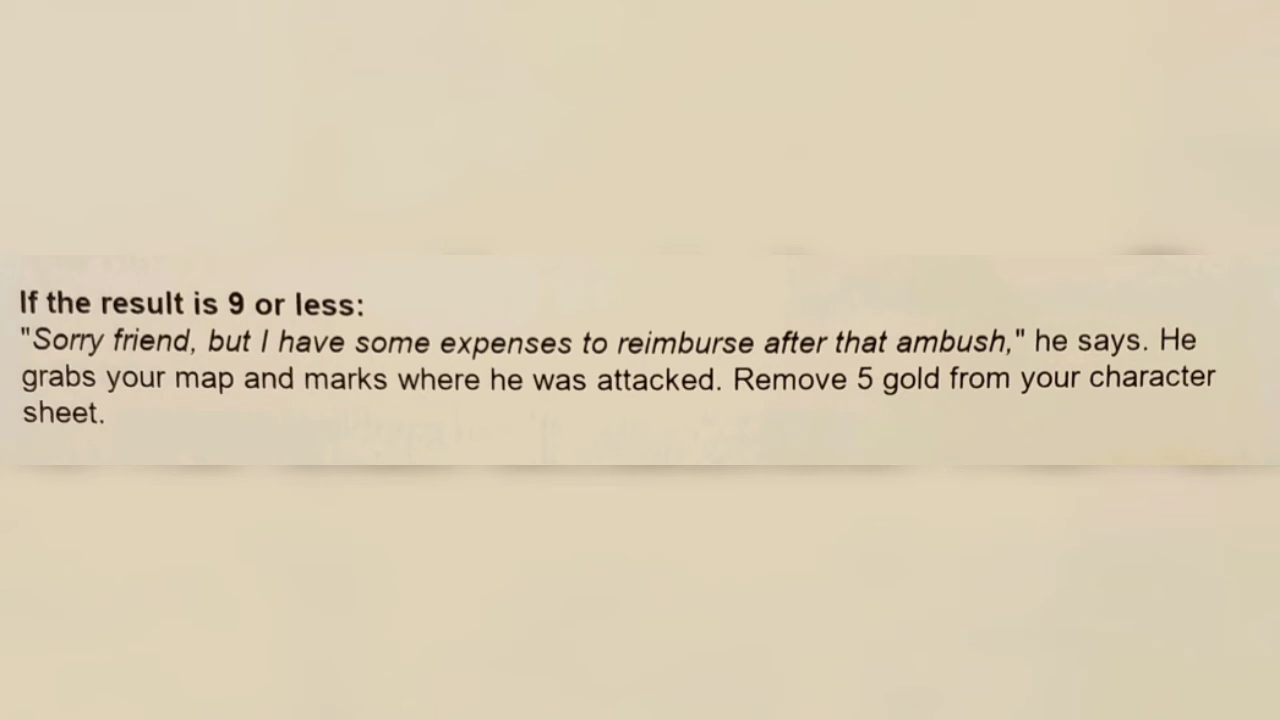 If the result is 9 or less:
"Sorry friend, but I have some expenses to reimburse after that ambush," he says. He
grabs your map and marks where he was attacked. Remove 5 gold from your character
sheet.